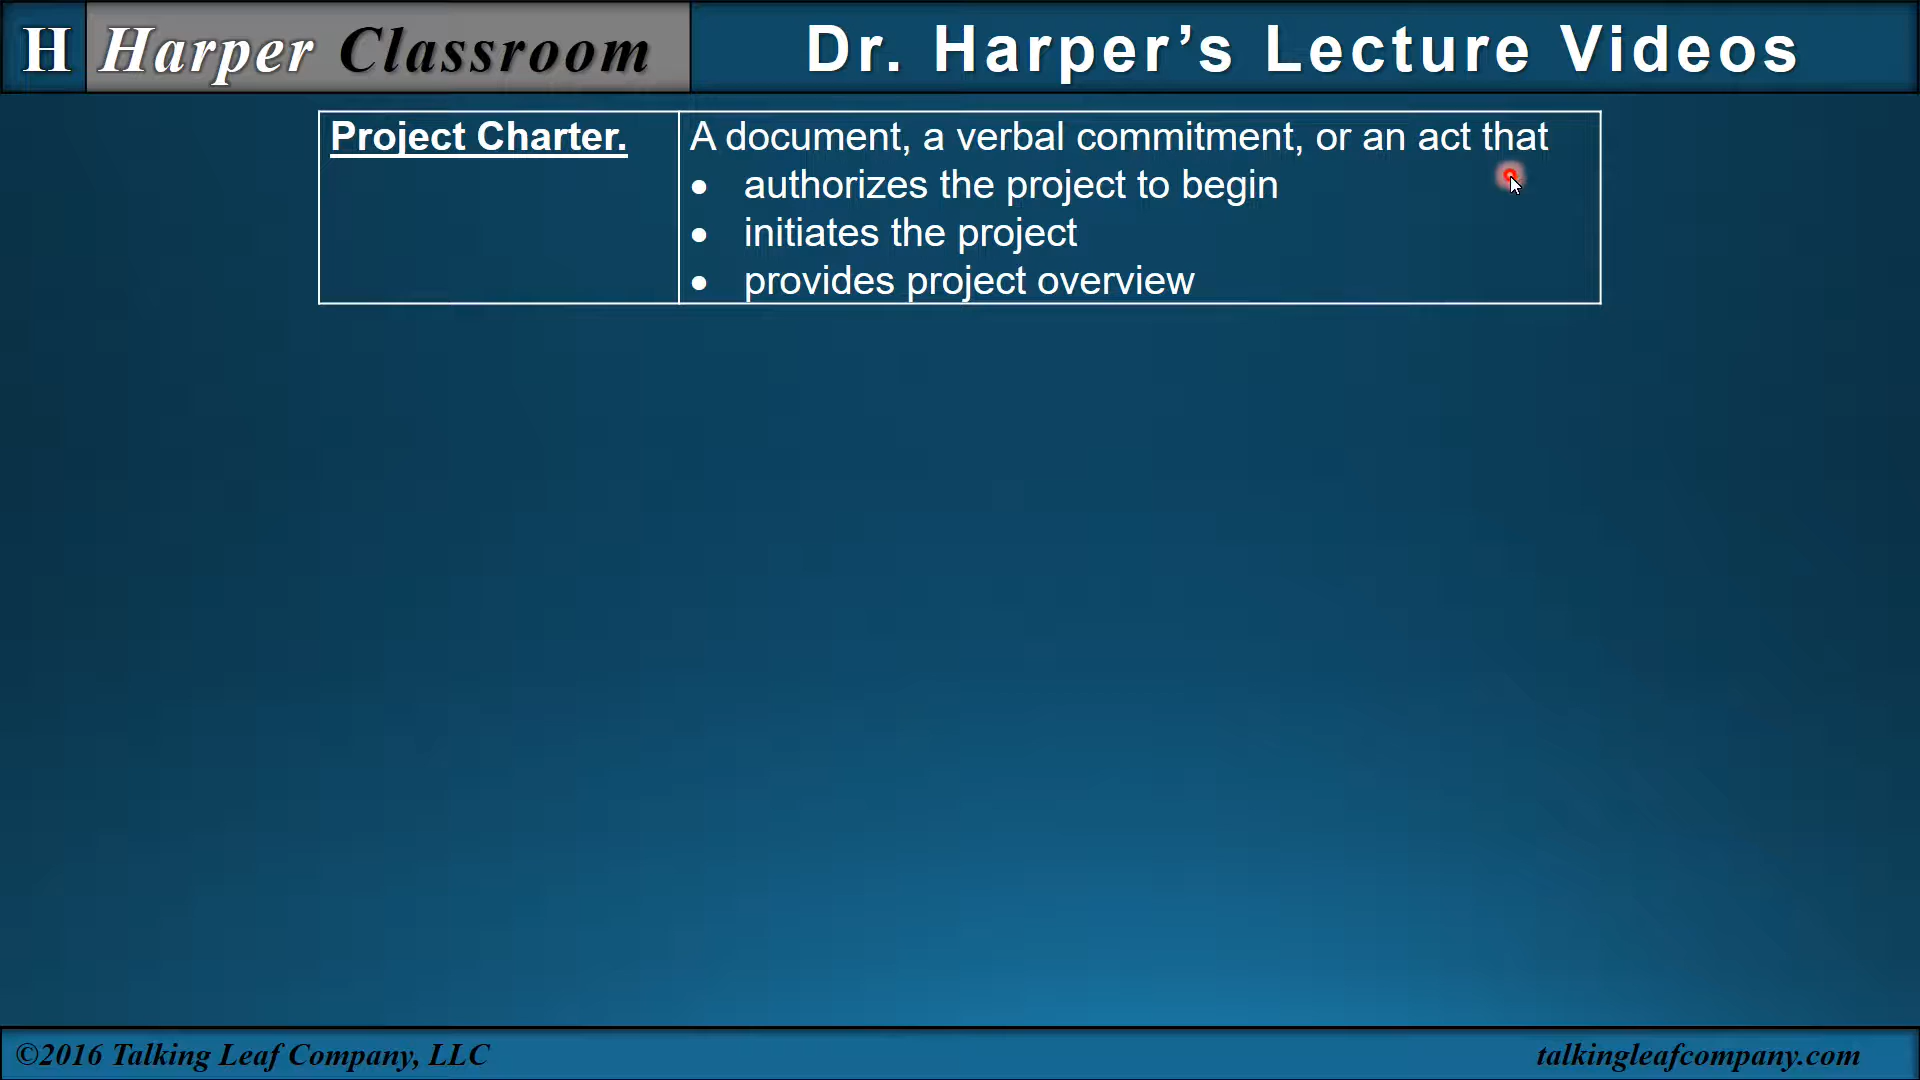 H Harper Classroom Dr. Harper’s Lecture Videos
Project Charter. A document, a verbal commitment, or an act that
• authorizes the project to begin
• initiates the project
• provides project overview
©2016 Talking Leaf Company, LLC talkingleafcompany.com